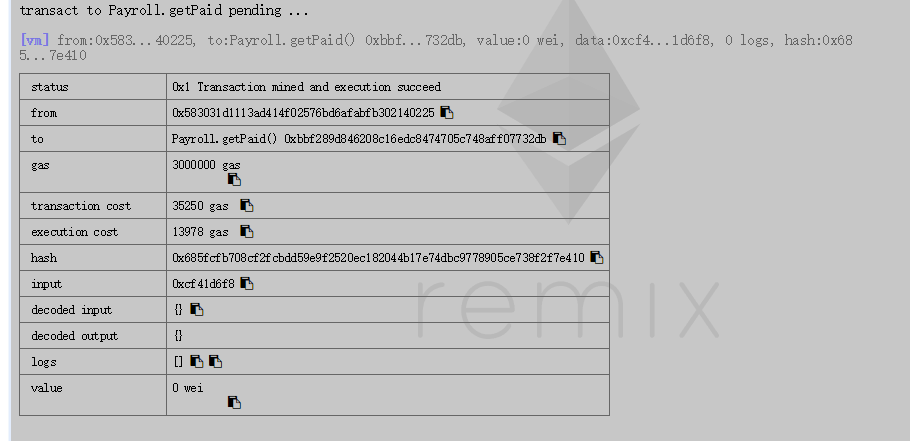 transact to Payroll.getPaid pending ...
[vm] from:0x583...40225, to:Payroll.getPaid() 0xbbf...732db, value:0 wei, data:0xcf4...1d6f8, 0 logs, hash:0x68
5...7e410
status 0x1 Transaction mined and execution succeed
from 0x583031d1113ad414f02576bd6afabfb302140225
to Payroll.getPaid() 0xbbf289d846208c16edc8474705c748aff07732db
gas 3000000 gas
transaction cost 35250 gas
execution cost 13978 gas
hash 0x685fcfb708cf2fcbdd59e9f2520ec182044b17e74dbc9778905ce738f2f7e410
input 0xcf41d6f8
decoded input {}
decoded output {}
logs []
value 0 wei
remix